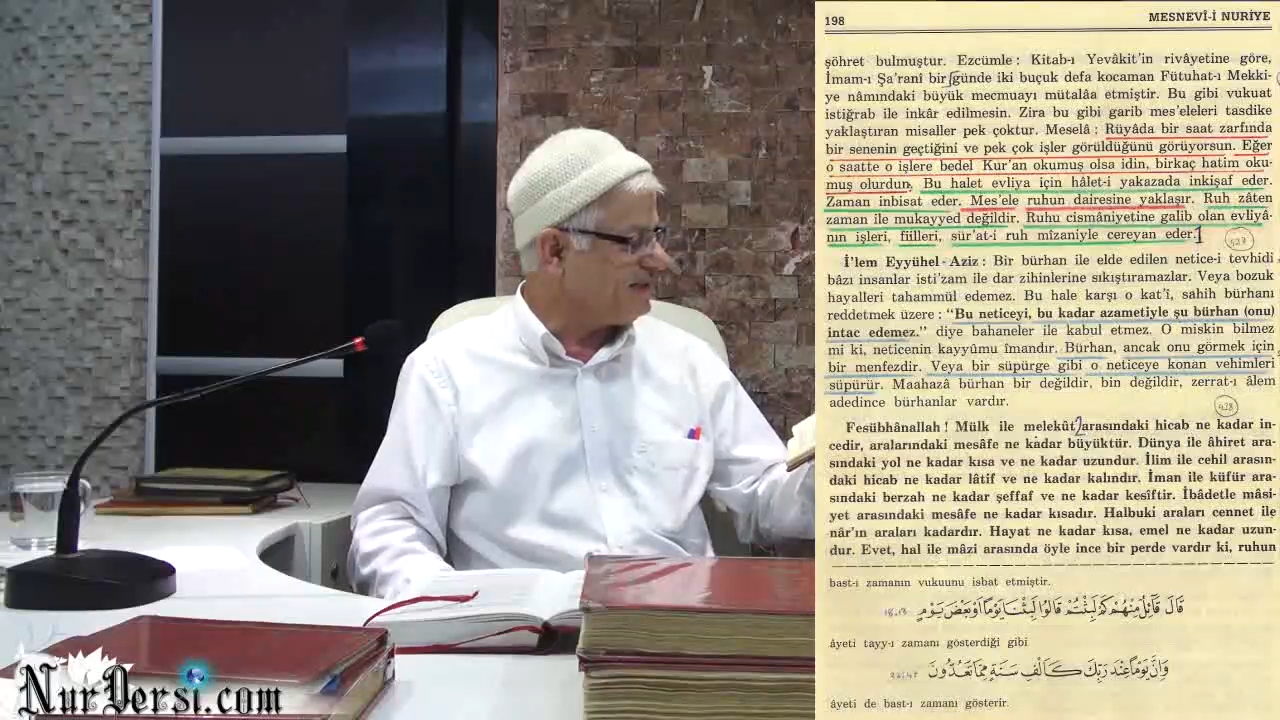 198 MESNEVÎ-İ NURİYE
şöhret bulmuştur. Ezcümle : Kitab-ı Yevâkit'in rivâyetine göre,
İmam-ı Şa'ranî bir günde iki buçuk defa kocaman Fütuhat-ı Mekki-
ye nâmındaki büyük mecmuayı mütalâa etmiştir. Bu gibi vukuat
istiğrab ile inkâr edilmesin. Zira bu gibi garib mes'eleleri tasdike
yaklaştıran misaller pek çoktur. Meselâ : Rüyâda bir saat zarfında
bir senenin geçtiğini ve pek çok işler görüldüğünü görüyorsun. Eğer
o saatte o işlere bedel Kur'an okumuş olsa idin, birkaç hatim oku-
muş olurdun. Bu halet evliya için hâlet-i yakazada inkişaf eder.
Zaman inbisat eder. Mes'ele ruhun dairesine yaklaşır. Ruh zâten
zaman ile mukayyed değildir. Ruhu cismâniyetine galib olan evliyâ-
nın işleri, fiilleri, sür'at-i ruh mîzaniyle cereyan eder. 1
İ'lem Eyyühel - Aziz : Bir bürhan ile elde edilen netice-i tevhidi
bâzı insanlar isti'zam ile dar zihinlerine sıkıştıramazlar. Veya bozuk
hayalleri tahammül edemez. Bu hale karşı o kat'î, sahih bürhanı
reddetmek üzere : "Bu neticeyi, bu kadar azametiyle şu bürhan (onu)
intac edemez." diye bahaneler ile kabul etmez. O miskin bilmez
mi ki, neticenin kayyûmu îmandır. Bürhan, ancak onu görmek için
bir menfezdir. Veya bir süpürge gibi o neticeye konan vehimleri
süpürür. Maahazâ bürhan bir değildir, bin değildir, zerrat-ı âlem
adedince bürhanlar vardır.
428
Fesübhânallah ! Mülk ile melekût 2 arasındaki hicab ne kadar in-
cedir, aralarındaki mesâfe ne kadar büyüktür. Dünya ile âhiret ara-
sındaki yol ne kadar kısa ve ne kadar uzundur. İlim ile cehil arasın-
daki hicab ne kadar lâtif ve ne kadar kalındır. İman ile küfür ara-
sındaki berzah ne kadar şeffaf ve ne kadar kesîftir. İbâdetle mâsi-
yet arasındaki mesâfe ne kadar kısadır. Halbuki araları cennet ile
nâr'ın araları kadardır. Hayat ne kadar kısa, emel ne kadar uzun-
dur. Evet, hal ile mâzi arasında öyle ince bir perde vardır ki, ruhun
bast-ı zamanın vukuunu isbat etmiştir.
قَالَ قَٓائِلٌ مِنْهُمْ كَمْ لَبِثْتُمْ قَالُوا لَبِثْنَا يَوْمًا اَوْ بَعْضَ يَوْمٍ
âyeti tayy-ı zamanı gösterdiği gibi
وَاِنَّ يَوْمًا عِنْدَ رَبِّكَ كَاَلْفِ سَنَةٍ مِمَّا تَعُدُّونَ
âyeti de bast-ı zamanı gösterir.
NurDersi.com